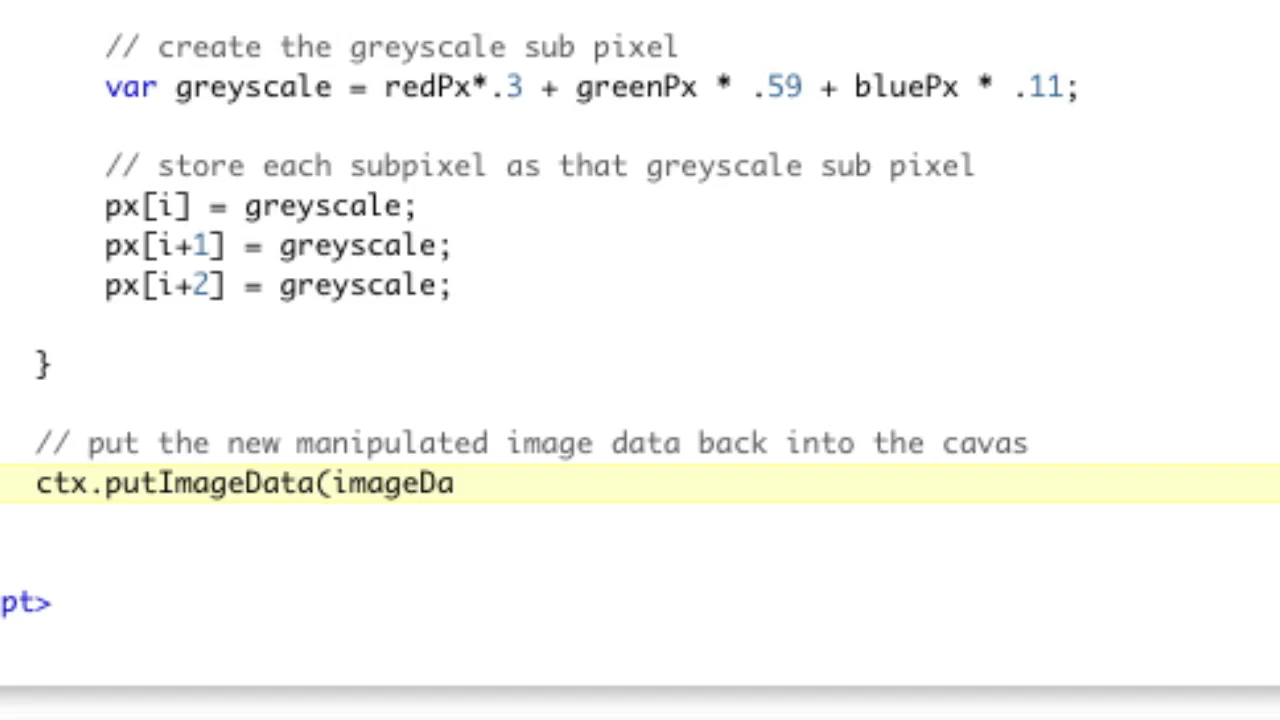 // create the greyscale sub pixel
var greyscale = redPx*.3 + greenPx * .59 + bluePx * .11;
// store each subpixel as that greyscale sub pixel
px[i] = greyscale;
px[i+1] = greyscale;
px[i+2] = greyscale;
}
// put the new manipulated image data back into the cavas
ctx.putImageData(imageDa
pt>